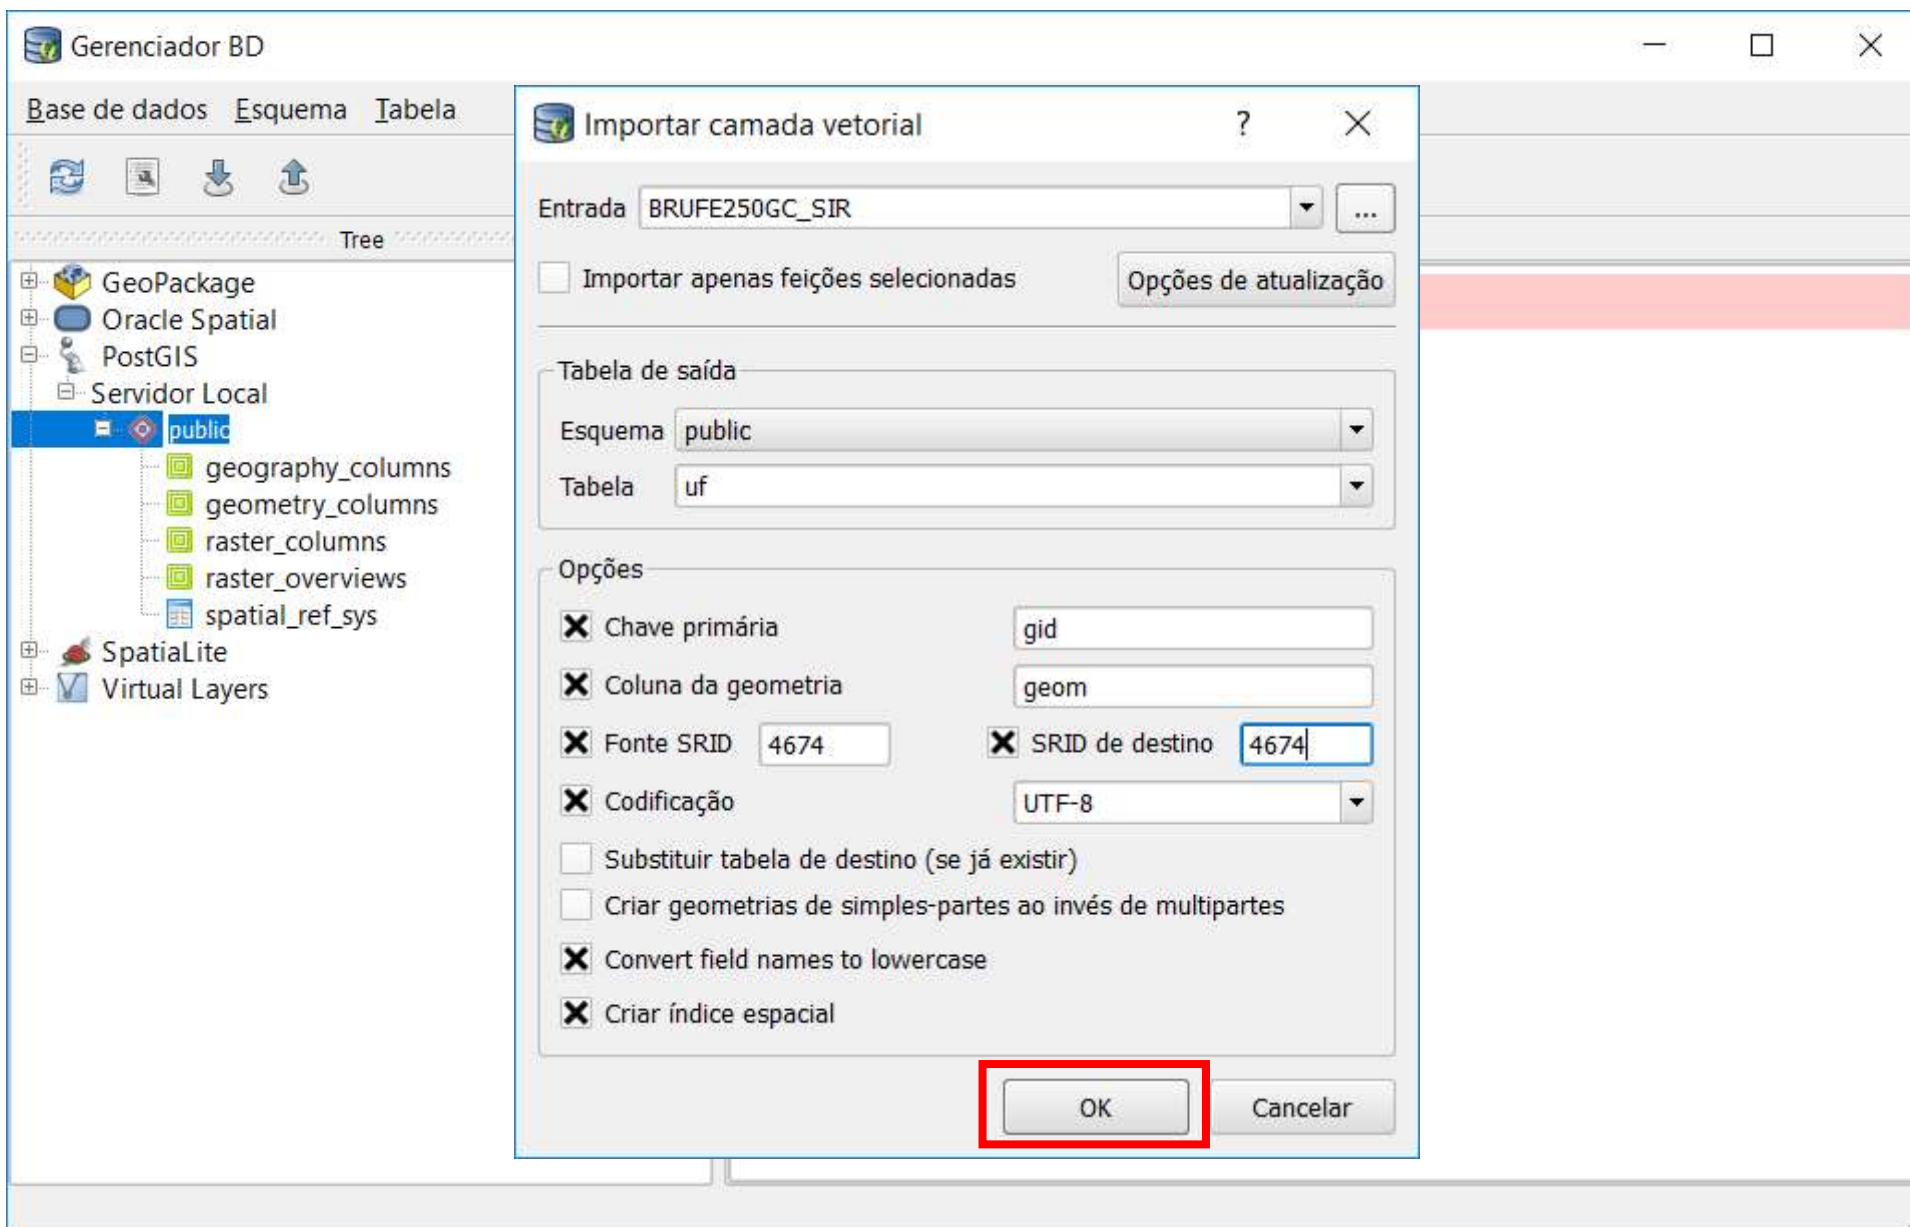 Gerenciador BD
Base de dados Esquema Tabela
Tree
GeoPackage
Oracle Spatial
PostGIS
Servidor Local
public
geography_columns
geometry_columns
raster_columns
raster_overviews
spatial_ref_sys
SpatiaLite
Virtual Layers
Importar camada vetorial ?
Entrada BRUFE250GC_SIR ...
Importar apenas feições selecionadas Opções de atualização
Tabela de saída
Esquema public
Tabela uf
Opções
Chave primária gid
Coluna da geometria geom
Fonte SRID 4674 SRID de destino 4674
Codificação UTF-8
Substituir tabela de destino (se já existir)
Criar geometrias de simples-partes ao invés de multipartes
Convert field names to lowercase
Criar índice espacial
OK Cancelar